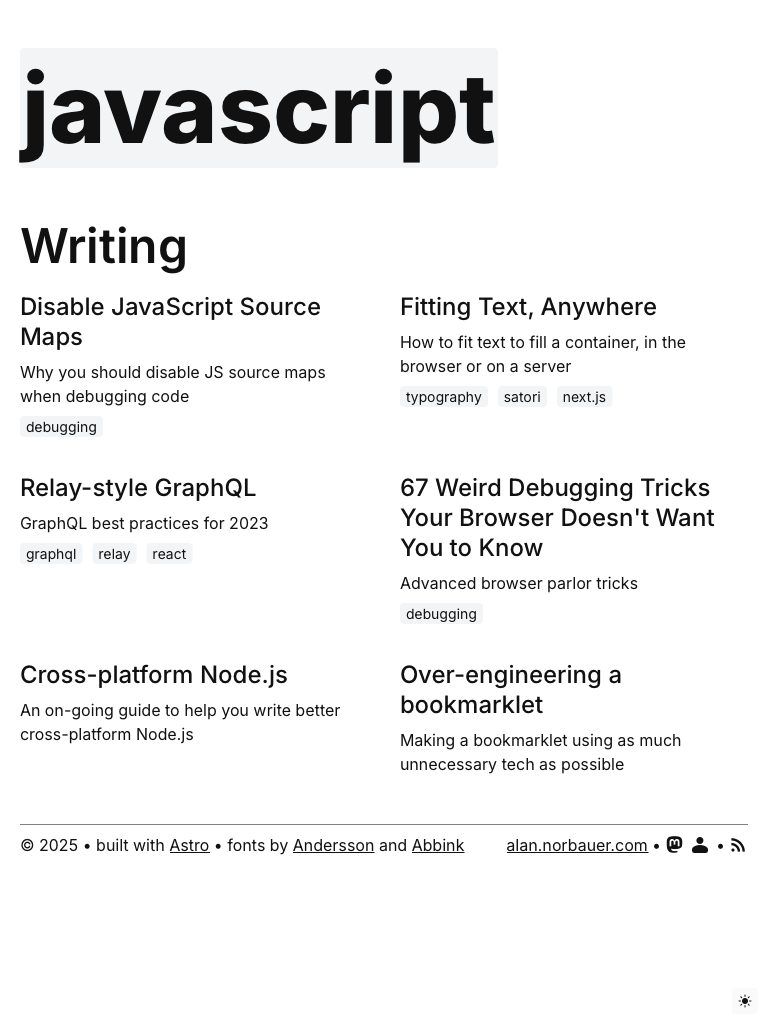 javascript
Writing
Disable JavaScript Source
Maps
Why you should disable JS source maps
when debugging code
debugging
Fitting Text, Anywhere
How to fit text to fill a container, in the
browser or on a server
typography satori next.js
Relay-style GraphQL
GraphQL best practices for 2023
graphql relay react
67 Weird Debugging Tricks
Your Browser Doesn't Want
You to Know
Advanced browser parlor tricks
debugging
Cross-platform Node.js
An on-going guide to help you write better
cross-platform Node.js
Over-engineering a
bookmarklet
Making a bookmarklet using as much
unnecessary tech as possible
© 2025 • built with Astro • fonts by Andersson and Abbink alan.norbauer.com • •